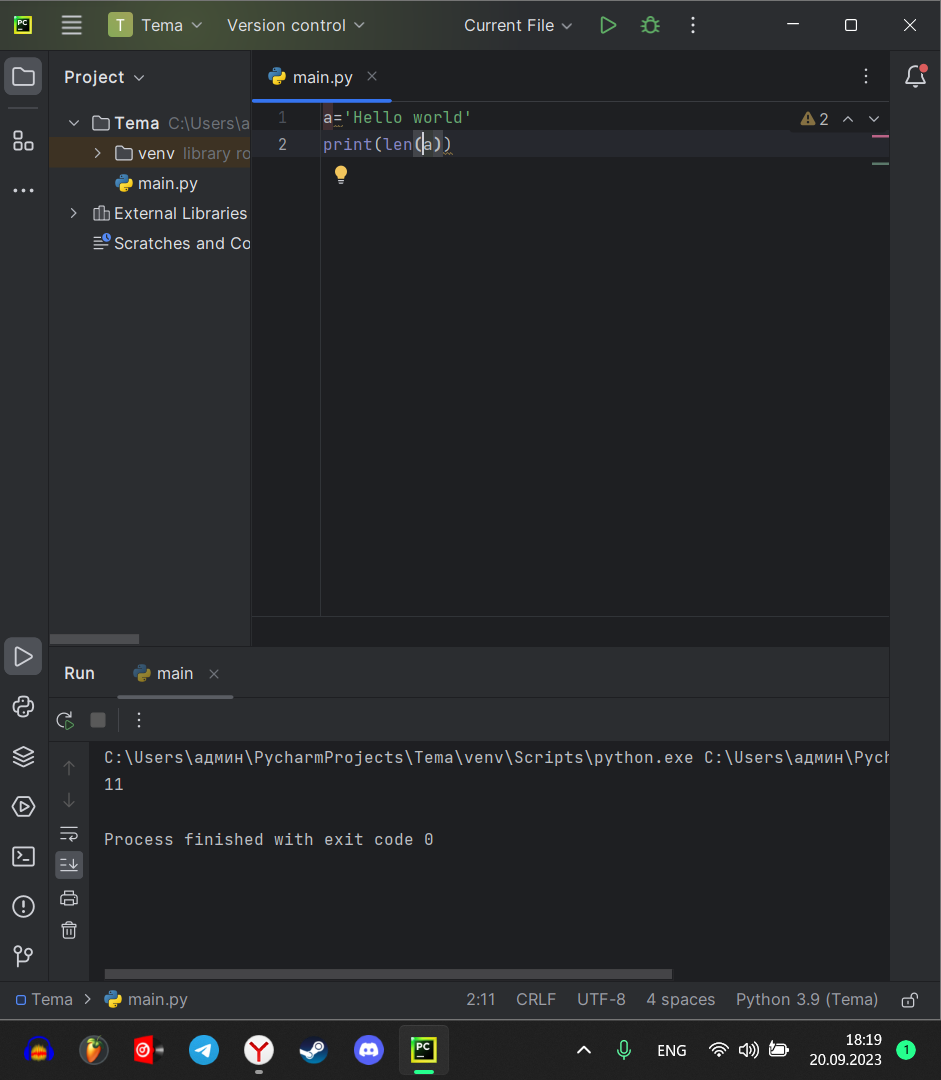 PC
T Tema Version control Current File
Project main.py
Tema C:\Users\a
venv library ro
main.py
External Libraries
Scratches and Co
1 a='Hello world' 2
2 print(len(a))
Run main
C:\Users\админ\PycharmProjects\Tema\venv\Scripts\python.exe C:\Users\админ\Pych
11
Process finished with exit code 0
Tema main.py 2:11 CRLF UTF-8 4 spaces Python 3.9 (Tema)
PC ENG 18:19 1
20.09.2023